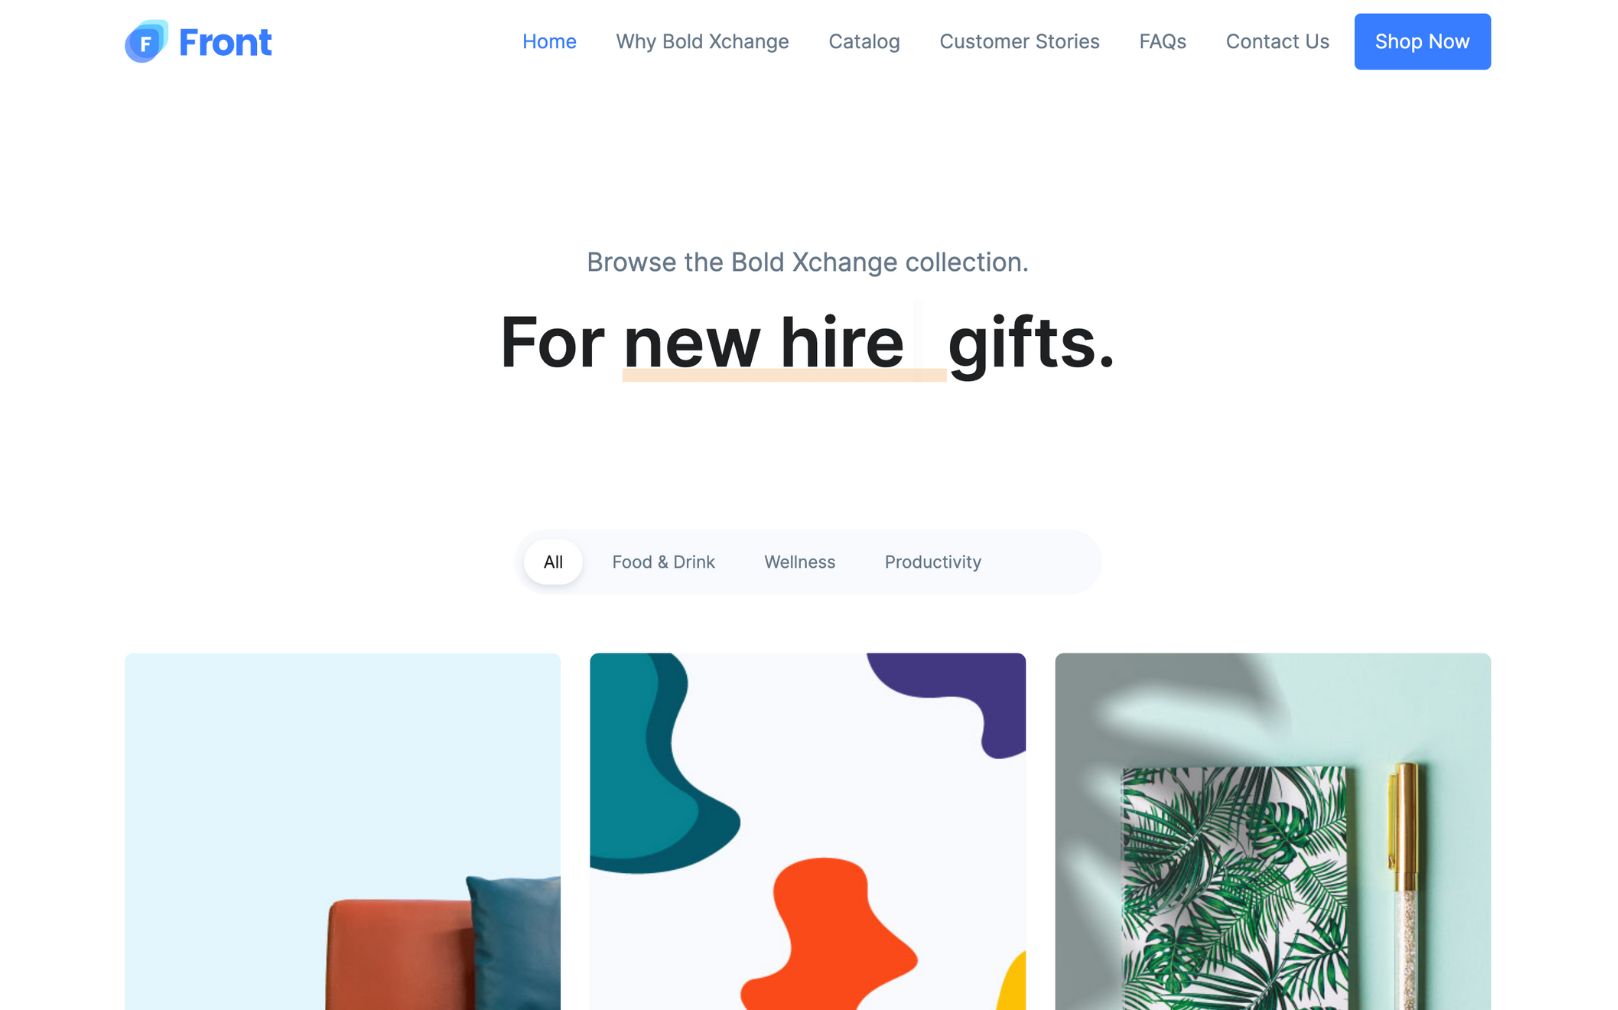 F Front
Home Why Bold Xchange Catalog Customer Stories FAQs Contact Us Shop Now
Browse the Bold Xchange collection.
For new hire gifts.
All Food & Drink Wellness Productivity